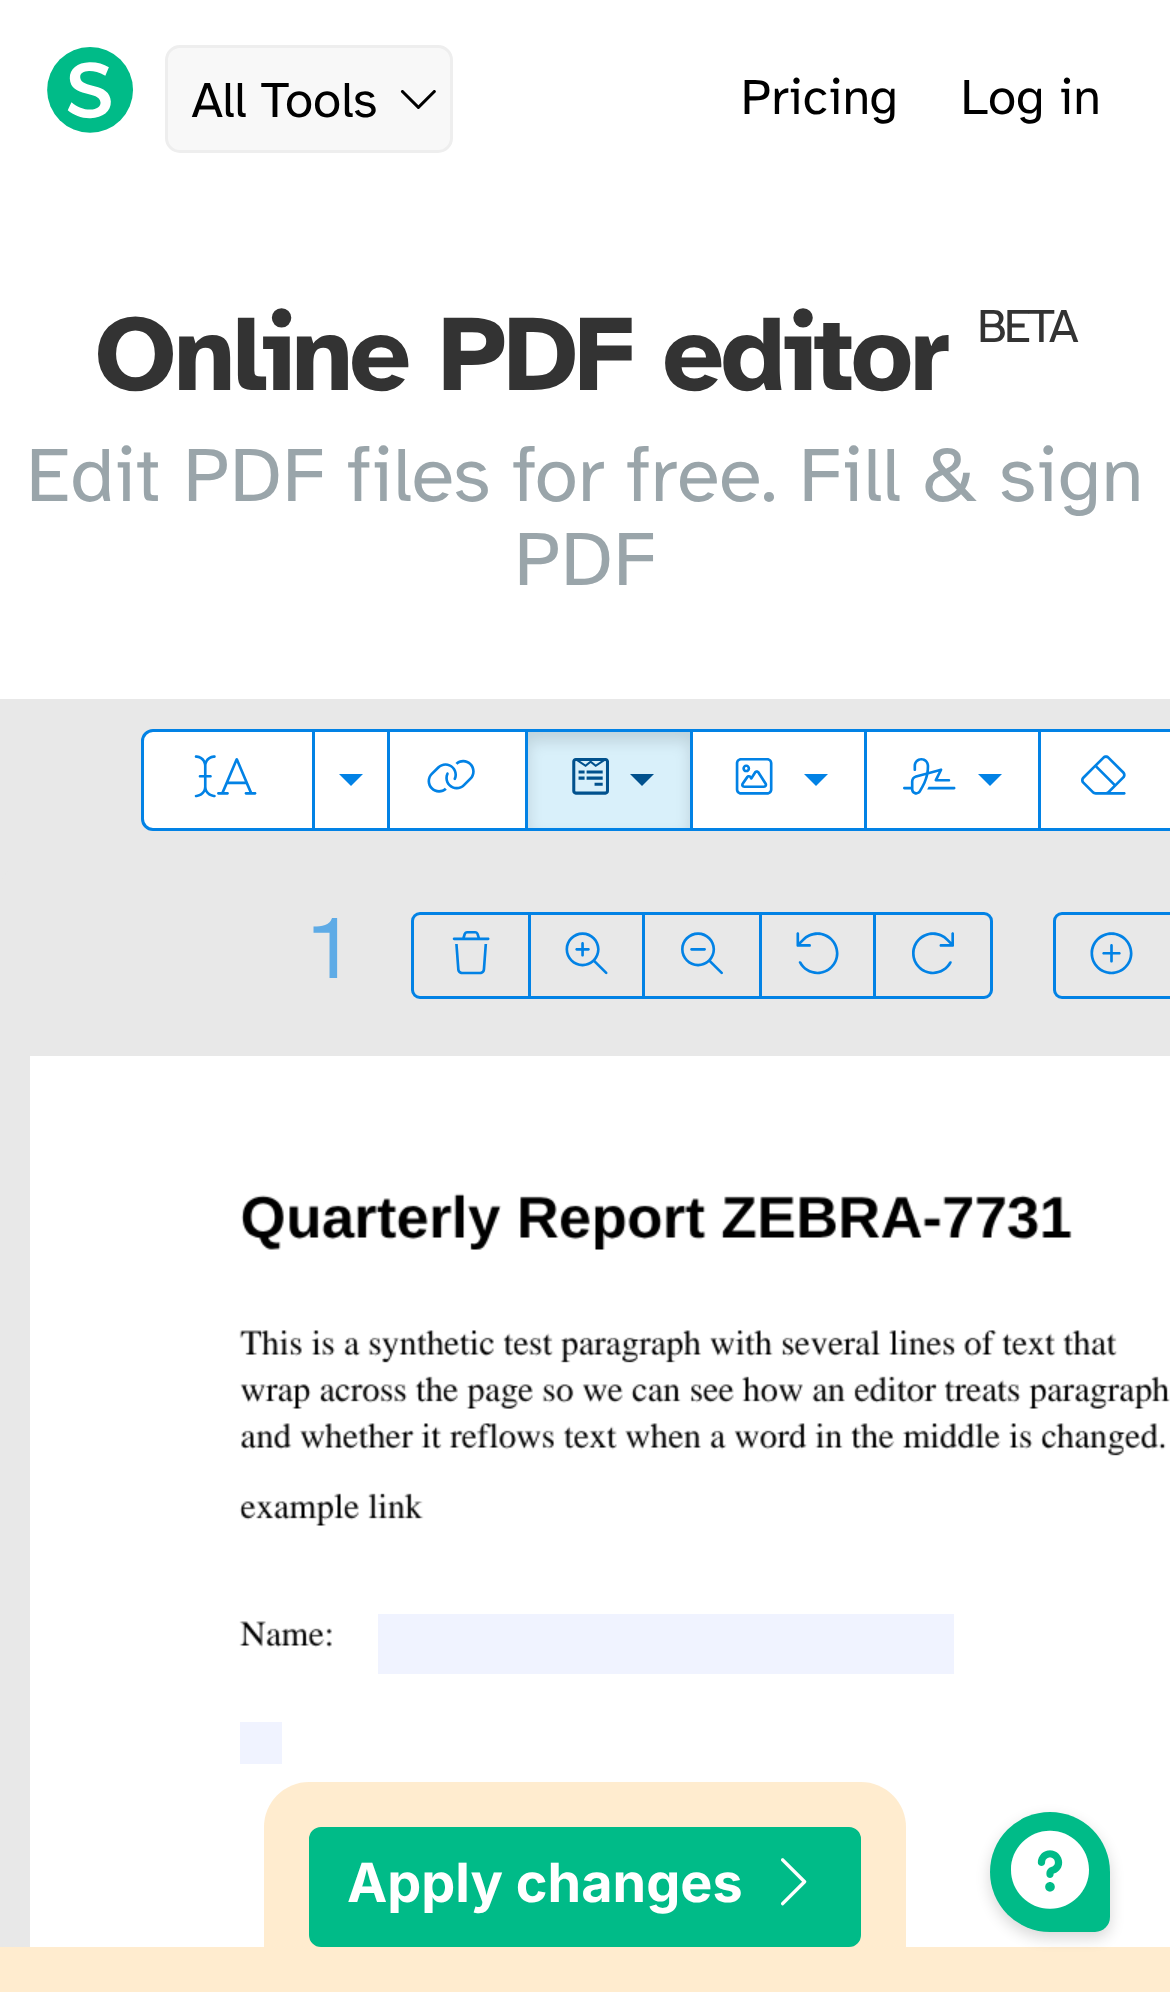 S All Tools Pricing Log in
Online PDF editor BETA
Edit PDF files for free. Fill & sign
PDF
A
1
Quarterly Report ZEBRA-7731
This is a synthetic test paragraph with several lines of text that
wrap across the page so we can see how an editor treats paragraph
and whether it reflows text when a word in the middle is changed.
example link
Name:
Apply changes
?